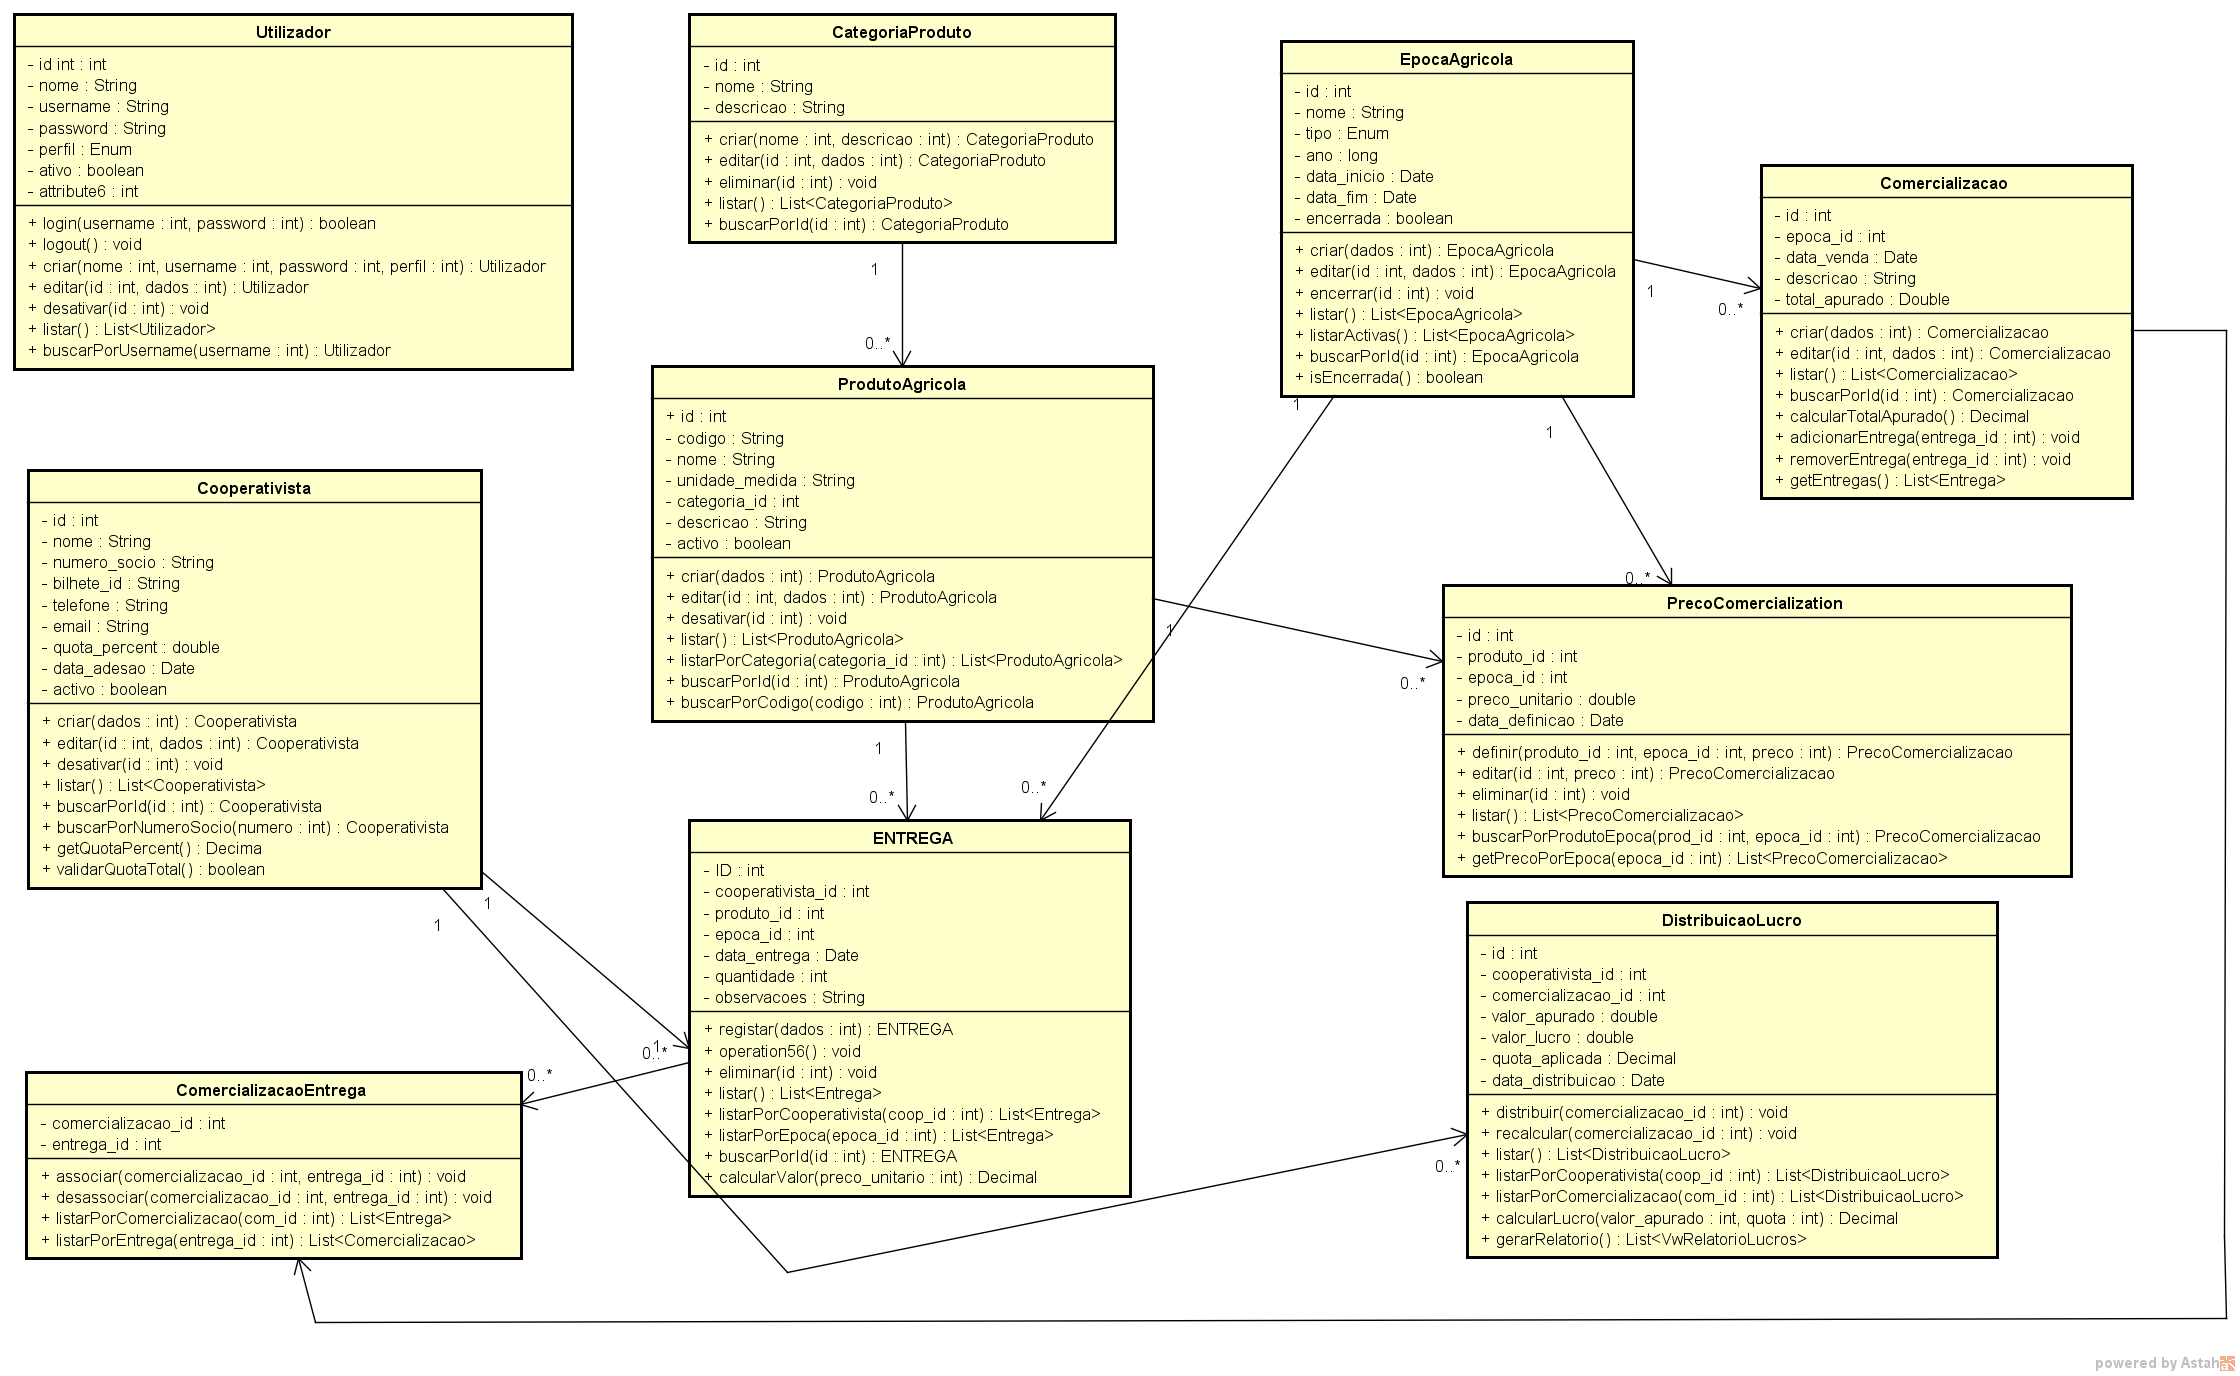 Utilizador
- id int : int
- nome : String
- username : String
- password : String
- perfil : Enum
- ativo : boolean
- attribute6 : int
+ login(username : int, password : int) : boolean
+ logout() : void
+ criar(nome : int, username : int, password : int, perfil : int) : Utilizador
+ editar(id : int, dados : int) : Utilizador
+ desativar(id : int) : void
+ listar() : List<Utilizador>
+ buscarPorUsername(username : int) : Utilizador
CategoriaProduto
- id : int
- nome : String
- descricao : String
+ criar(nome : int, descricao : int) : CategoriaProduto
+ editar(id : int, dados : int) : CategoriaProduto
+ eliminar(id : int) : void
+ listar() : List<CategoriaProduto>
+ buscarPorId(id : int) : CategoriaProduto
1
0..*
EpocaAgricola
- id : int
- nome : String
- tipo : Enum
- ano : long
- data_inicio : Date
- data_fim : Date
- encerrada : boolean
+ criar(dados : int) : EpocaAgricola
+ editar(id : int, dados : int) : EpocaAgricola
+ encerrar(id : int) : void
+ listar() : List<EpocaAgricola>
+ listarActivas() : List<EpocaAgricola>
+ buscarPorId(id : int) : EpocaAgricola
+ isEncerrada() : boolean
1
0..*
1
1
0..*
Comercializacao
- id : int
- epoca_id : int
- data_venda : Date
- descricao : String
- total_apurado : Double
+ criar(dados : int) : Comercializacao
+ editar(id : int, dados : int) : Comercializacao
+ listar() : List<Comercializacao>
+ buscarPorId(id : int) : Comercializacao
+ calcularTotalApurado() : Decimal
+ adicionarEntrega(entrega_id : int) : void
+ removerEntrega(entrega_id : int) : void
+ getEntregas() : List<Entrega>
ProdutoAgricola
+ id : int
- codigo : String
- nome : String
- unidade_medida : String
- categoria_id : int
- descricao : String
- activo : boolean
+ criar(dados : int) : ProdutoAgricola
+ editar(id : int, dados : int) : ProdutoAgricola
+ desativar(id : int) : void
+ listar() : List<ProdutoAgricola>
+ listarPorCategoria(categoria_id : int) : List<ProdutoAgricola>
+ buscarPorId(id : int) : ProdutoAgricola
+ buscarPorCodigo(codigo : int) : ProdutoAgricola
1
0..*
1
0..*
0..*
Cooperativista
- id : int
- nome : String
- numero_socio : String
- bilhete_id : String
- telefone : String
- email : String
- quota_percent : double
- data_adesao : Date
- activo : boolean
+ criar(dados : int) : Cooperativista
+ editar(id : int, dados : int) : Cooperativista
+ desativar(id : int) : void
+ listar() : List<Cooperativista>
+ buscarPorId(id : int) : Cooperativista
+ buscarPorNumeroSocio(numero : int) : Cooperativista
+ getQuotaPercent() : Decima
+ validarQuotaTotal() : boolean
1
1
PrecoComercialization
- id : int
- produto_id : int
- epoca_id : int
- preco_unitario : double
- data_definicao : Date
+ definir(produto_id : int, epoca_id : int, preco : int) : PrecoComercializacao
+ editar(id : int, preco : int) : PrecoComercializacao
+ eliminar(id : int) : void
+ listar() : List<PrecoComercializacao>
+ buscarPorProdutoEpoca(prod_id : int, epoca_id : int) : PrecoComercializacao
+ getPrecoPorEpoca(epoca_id : int) : List<PrecoComercializacao>
ENTREGA
- ID : int
- cooperativista_id : int
- produto_id : int
- epoca_id : int
- data_entrega : Date
- quantidade : int
- observacoes : String
+ registar(dados : int) : ENTREGA
+ operation56() : void
+ eliminar(id : int) : void
+ listar() : List<Entrega>
+ listarPorCooperativista(coop_id : int) : List<Entrega>
+ listarPorEpoca(epoca_id : int) : List<Entrega>
+ buscarPorId(id : int) : ENTREGA
+ calcularValor(preco_unitario : int) : Decimal
1
0..*
0..*
DistribuicaoLucro
- id : int
- cooperativista_id : int
- comercializacao_id : int
- valor_apurado : double
- valor_lucro : double
- quota_aplicada : Decimal
- data_distribuicao : Date
+ distribuir(comercializacao_id : int) : void
+ recalcular(comercializacao_id : int) : void
+ listar() : List<DistribuicaoLucro>
+ listarPorCooperativista(coop_id : int) : List<DistribuicaoLucro>
+ listarPorComercializacao(com_id : int) : List<DistribuicaoLucro>
+ calcularLucro(valor_apurado : int, quota : int) : Decimal
+ gerarRelatorio() : List<VwRelatorioLucros>
0..*
ComercializacaoEntrega
- comercializacao_id : int
- entrega_id : int
+ associar(comercializacao_id : int, entrega_id : int) : void
+ desassociar(comercializacao_id : int, entrega_id : int) : void
+ listarPorComercializacao(com_id : int) : List<Entrega>
+ listarPorEntrega(entrega_id : int) : List<Comercializacao>
powered by Astah